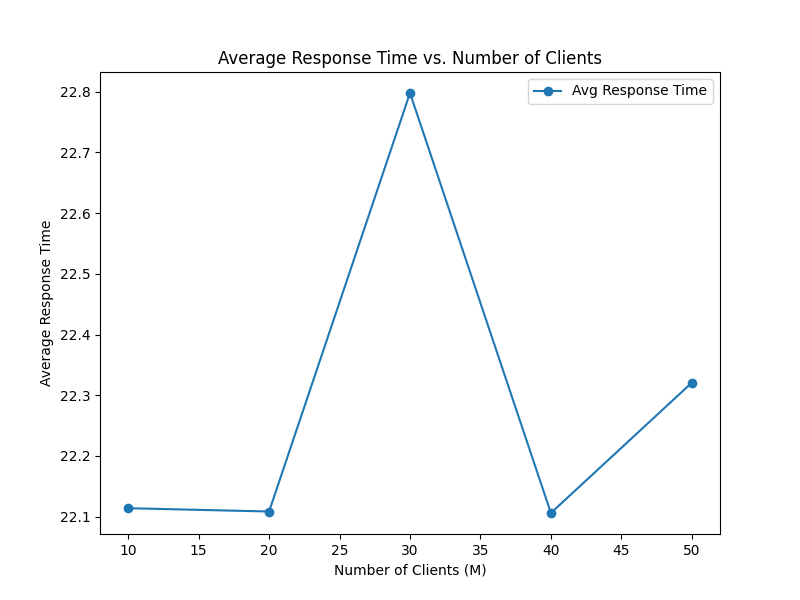 Average Response Time vs. Number of Clients
Avg Response Time
Average Response Time
22.8
22.7
22.6
22.5
22.4
22.3
22.2
22.1
10 15 20 25 30 35 40 45 50
Number of Clients (M)